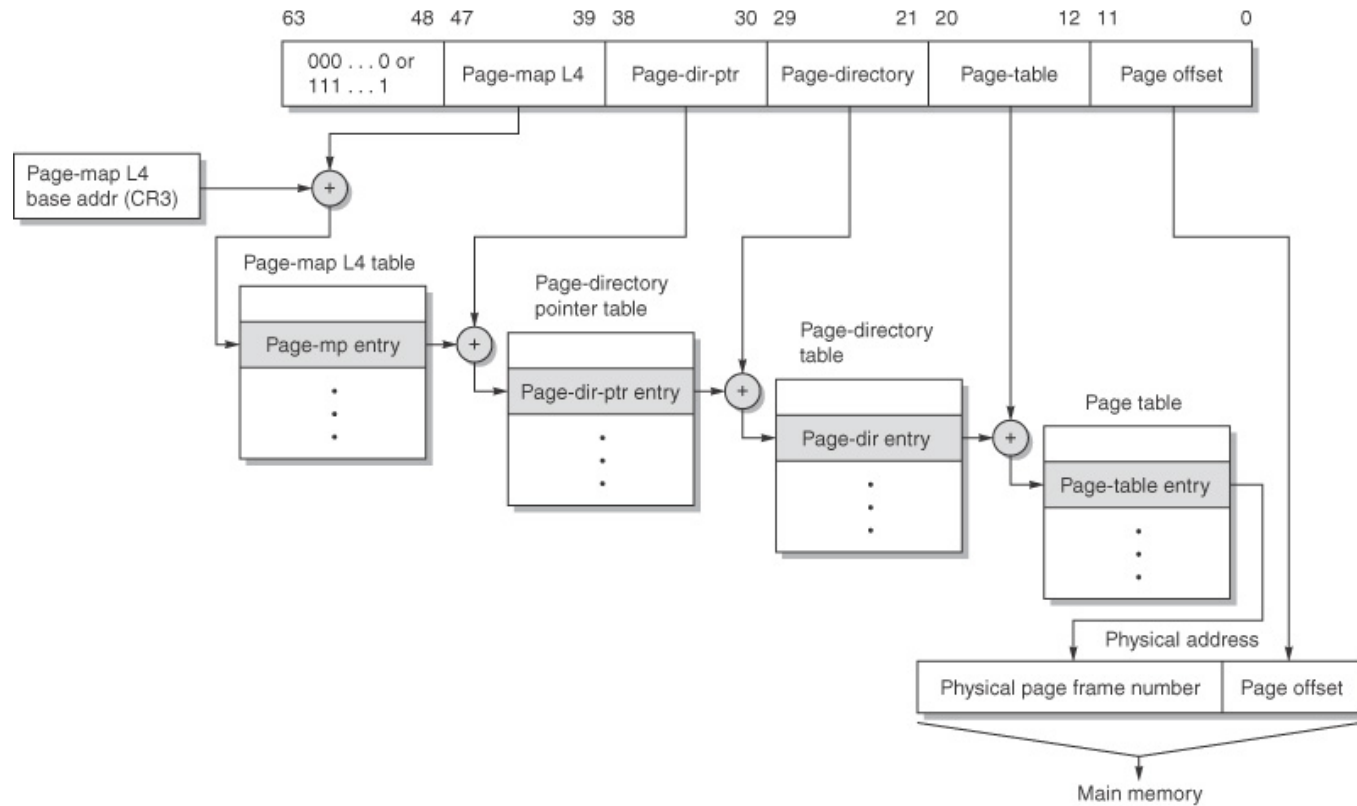 63 48 47 39 38 30 29 21 20 12 11 0
000 . . . 0 or
111 . . . 1
Page-map L4
Page-dir-ptr
Page-directory
Page-table
Page offset
Page-map L4
base addr (CR3)
+
Page-map L4 table
Page-mp entry
+
Page-directory
pointer table
Page-dir-ptr entry
+
Page-directory
table
Page-dir entry
+
Page table
Page-table entry
Physical address
Physical page frame number
Page offset
Main memory